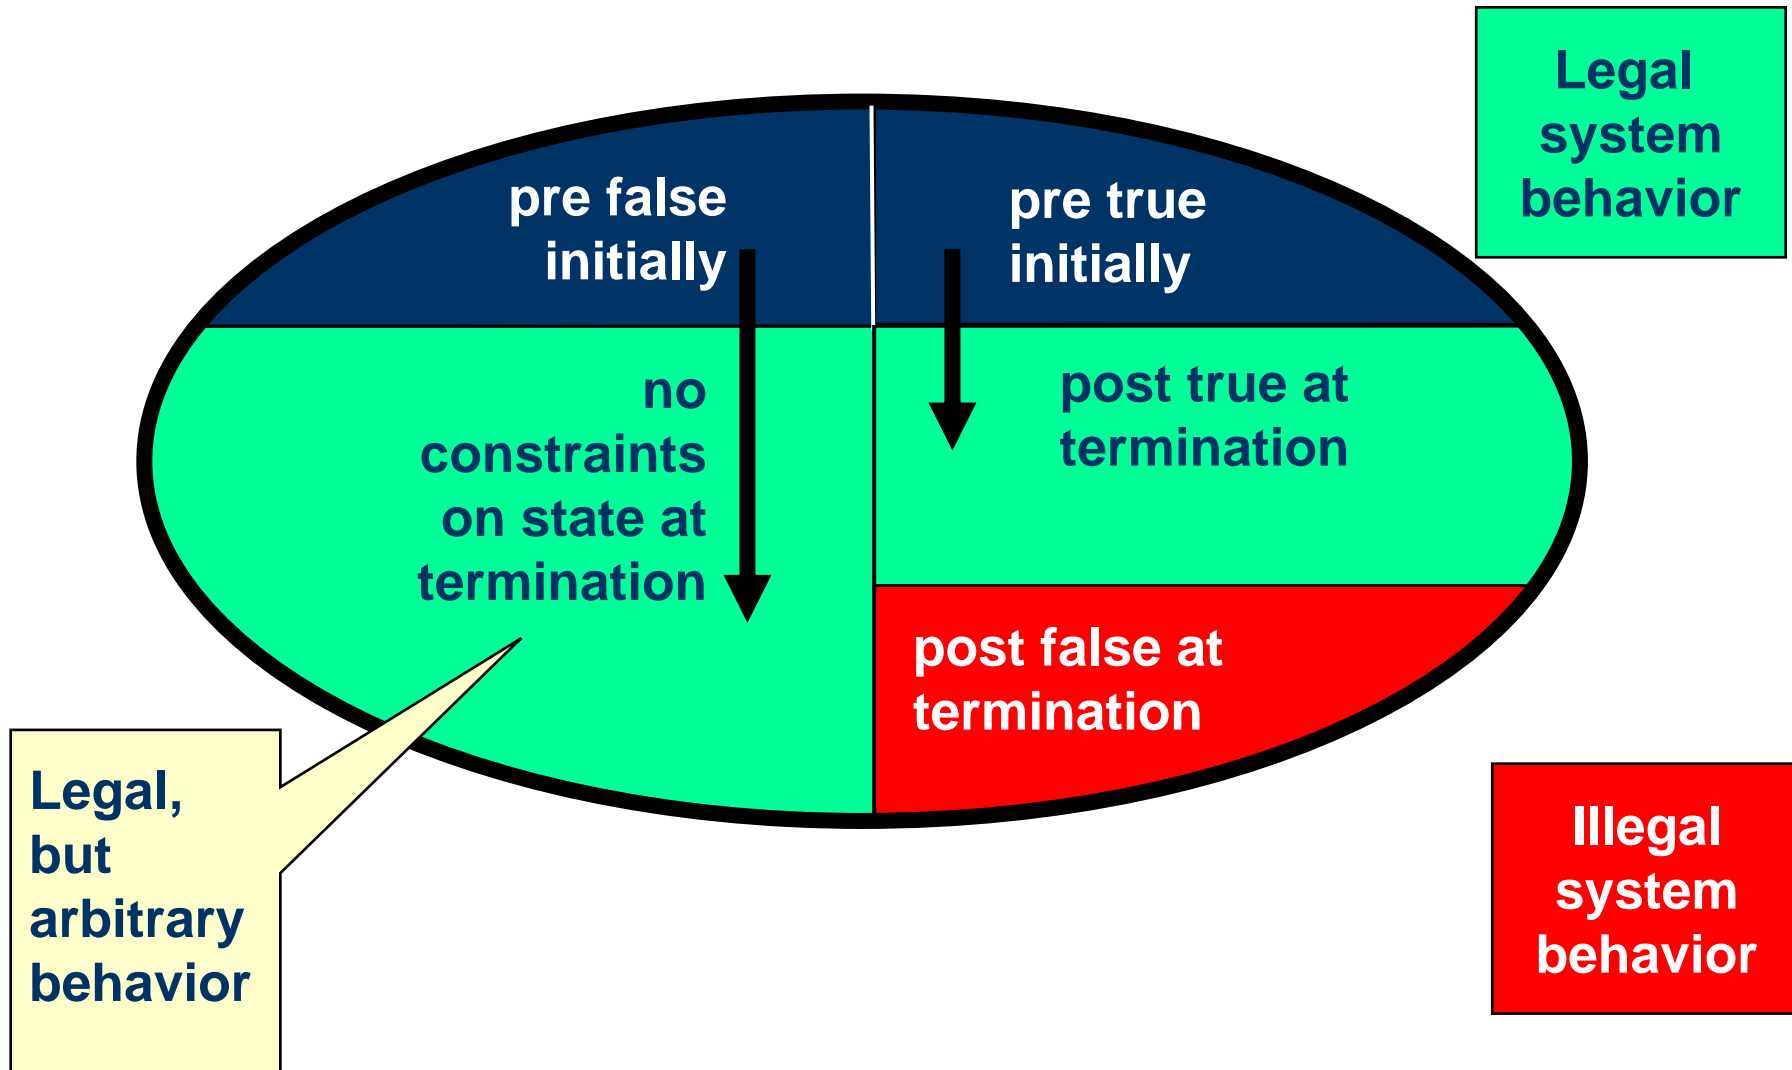 Legal
system
behavior
pre false
initially
pre true
initially
no
constraints
on state at
termination
post true at
termination
post false at
termination
Legal,
but
arbitrary
behavior
Illegal
system
behavior